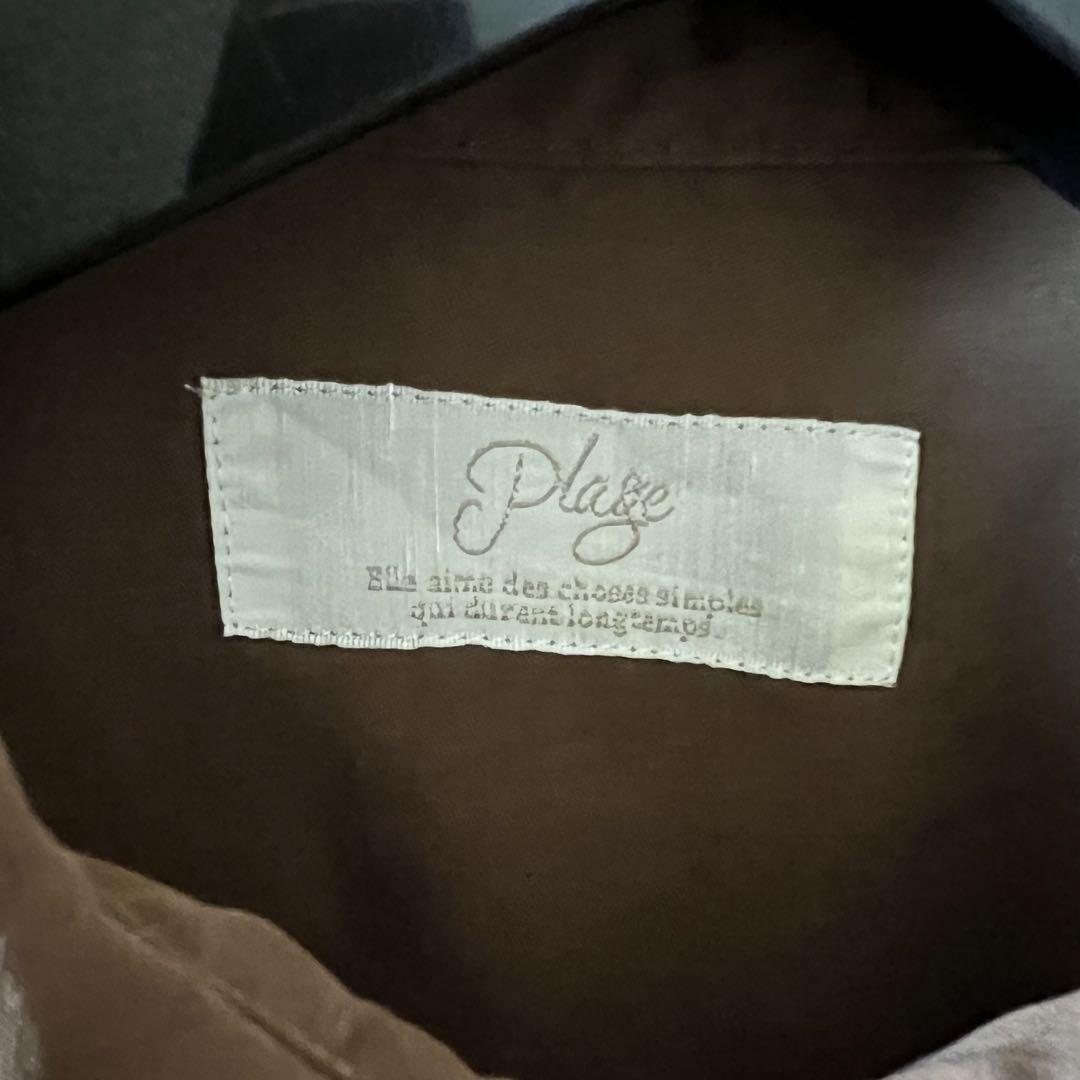 Plage
Elle aime des choses simples
qui durent longtemps.